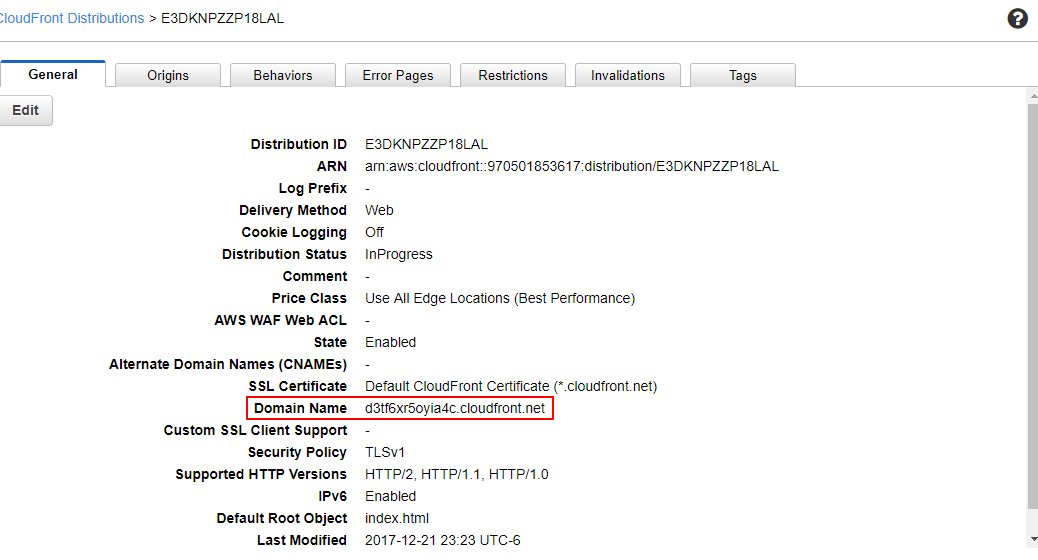 CloudFront Distributions > E3DKNPZZP18LAL
?
General Origins Behaviors Error Pages Restrictions Invalidations Tags
Edit
Distribution ID E3DKNPZZP18LAL
ARN arn:aws:cloudfront::970501853617:distribution/E3DKNPZZP18LAL
Log Prefix -
Delivery Method Web
Cookie Logging Off
Distribution Status InProgress
Comment -
Price Class Use All Edge Locations (Best Performance)
AWS WAF Web ACL -
State Enabled
Alternate Domain Names (CNAMEs) -
SSL Certificate Default CloudFront Certificate (*.cloudfront.net)
Domain Name d3tf6xr5oyia4c.cloudfront.net
Custom SSL Client Support -
Security Policy TLSv1
Supported HTTP Versions HTTP/2, HTTP/1.1, HTTP/1.0
IPv6 Enabled
Default Root Object index.html
Last Modified 2017-12-21 23:23 UTC-6